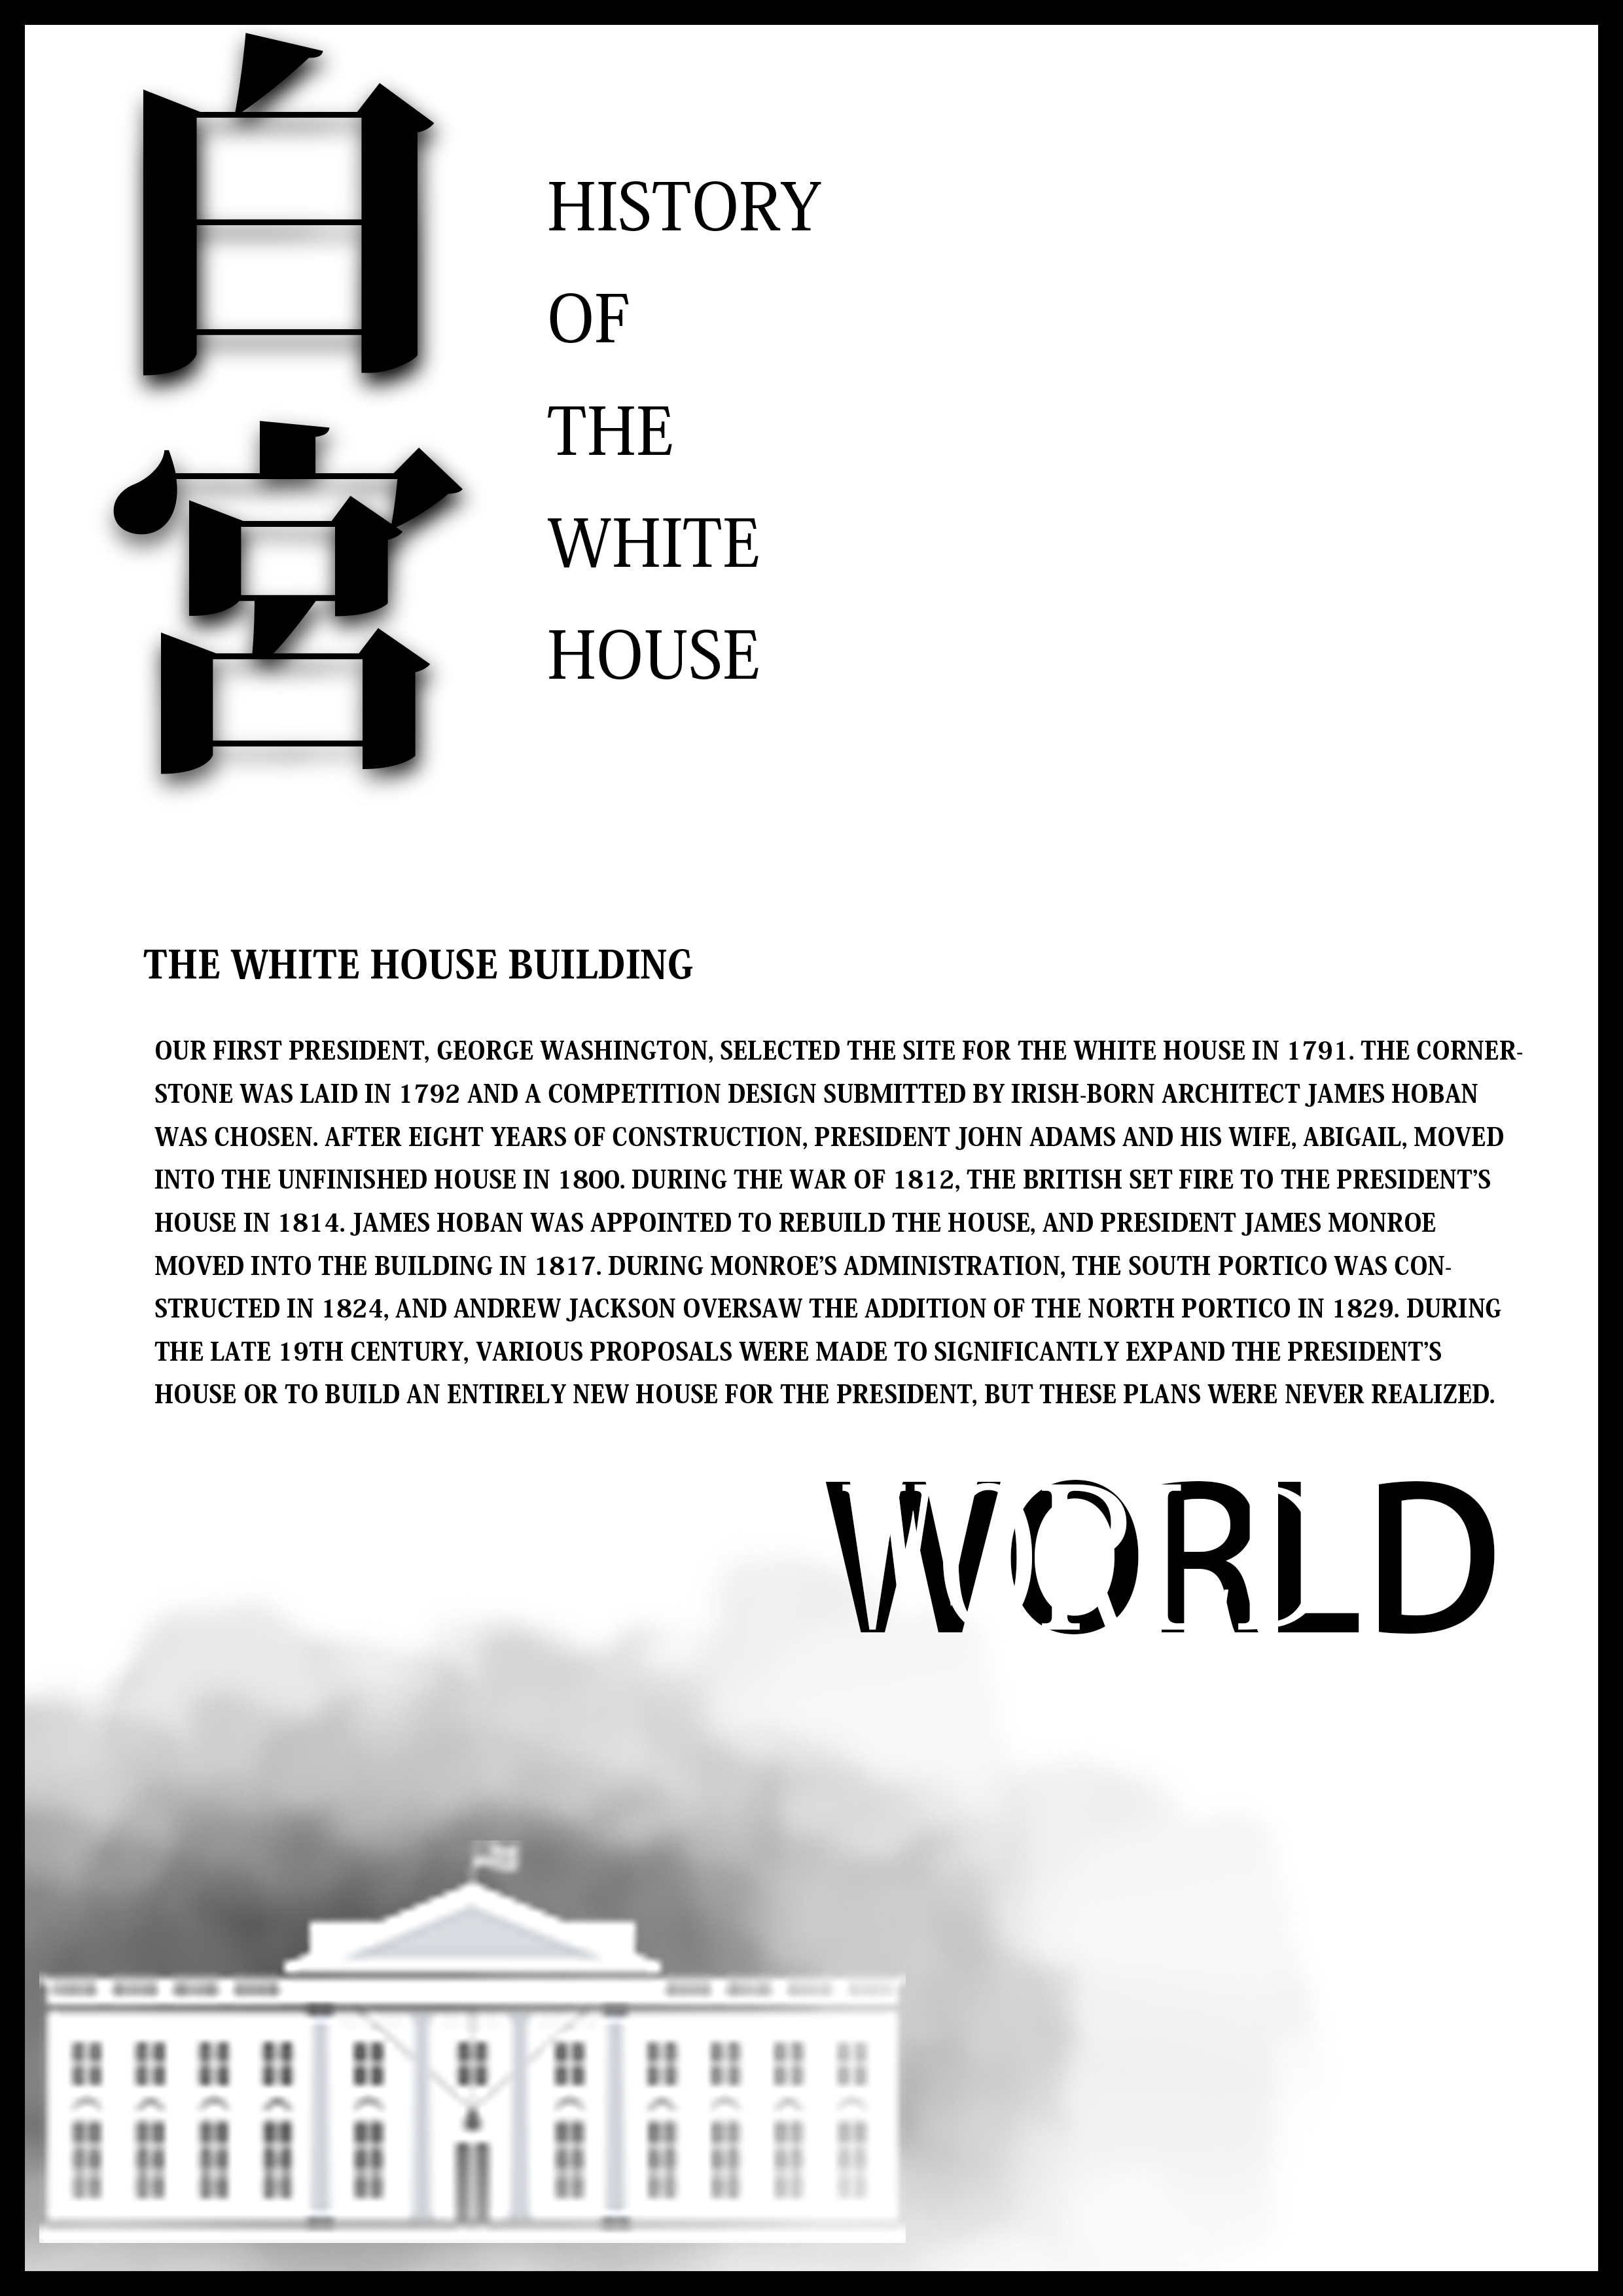 白
宮
HISTORY
OF
THE
WHITE
HOUSE
THE WHITE HOUSE BUILDING
OUR FIRST PRESIDENT, GEORGE WASHINGTON, SELECTED THE SITE FOR THE WHITE HOUSE IN 1791. THE CORNER-
STONE WAS LAID IN 1792 AND A COMPETITION DESIGN SUBMITTED BY IRISH-BORN ARCHITECT JAMES HOBAN
WAS CHOSEN. AFTER EIGHT YEARS OF CONSTRUCTION, PRESIDENT JOHN ADAMS AND HIS WIFE, ABIGAIL, MOVED
INTO THE UNFINISHED HOUSE IN 1800. DURING THE WAR OF 1812, THE BRITISH SET FIRE TO THE PRESIDENT’S
HOUSE IN 1814. JAMES HOBAN WAS APPOINTED TO REBUILD THE HOUSE, AND PRESIDENT JAMES MONROE
MOVED INTO THE BUILDING IN 1817. DURING MONROE’S ADMINISTRATION, THE SOUTH PORTICO WAS CON-
STRUCTED IN 1824, AND ANDREW JACKSON OVERSAW THE ADDITION OF THE NORTH PORTICO IN 1829. DURING
THE LATE 19TH CENTURY, VARIOUS PROPOSALS WERE MADE TO SIGNIFICANTLY EXPAND THE PRESIDENT’S
HOUSE OR TO BUILD AN ENTIRELY NEW HOUSE FOR THE PRESIDENT, BUT THESE PLANS WERE NEVER REALIZED.
WORLD